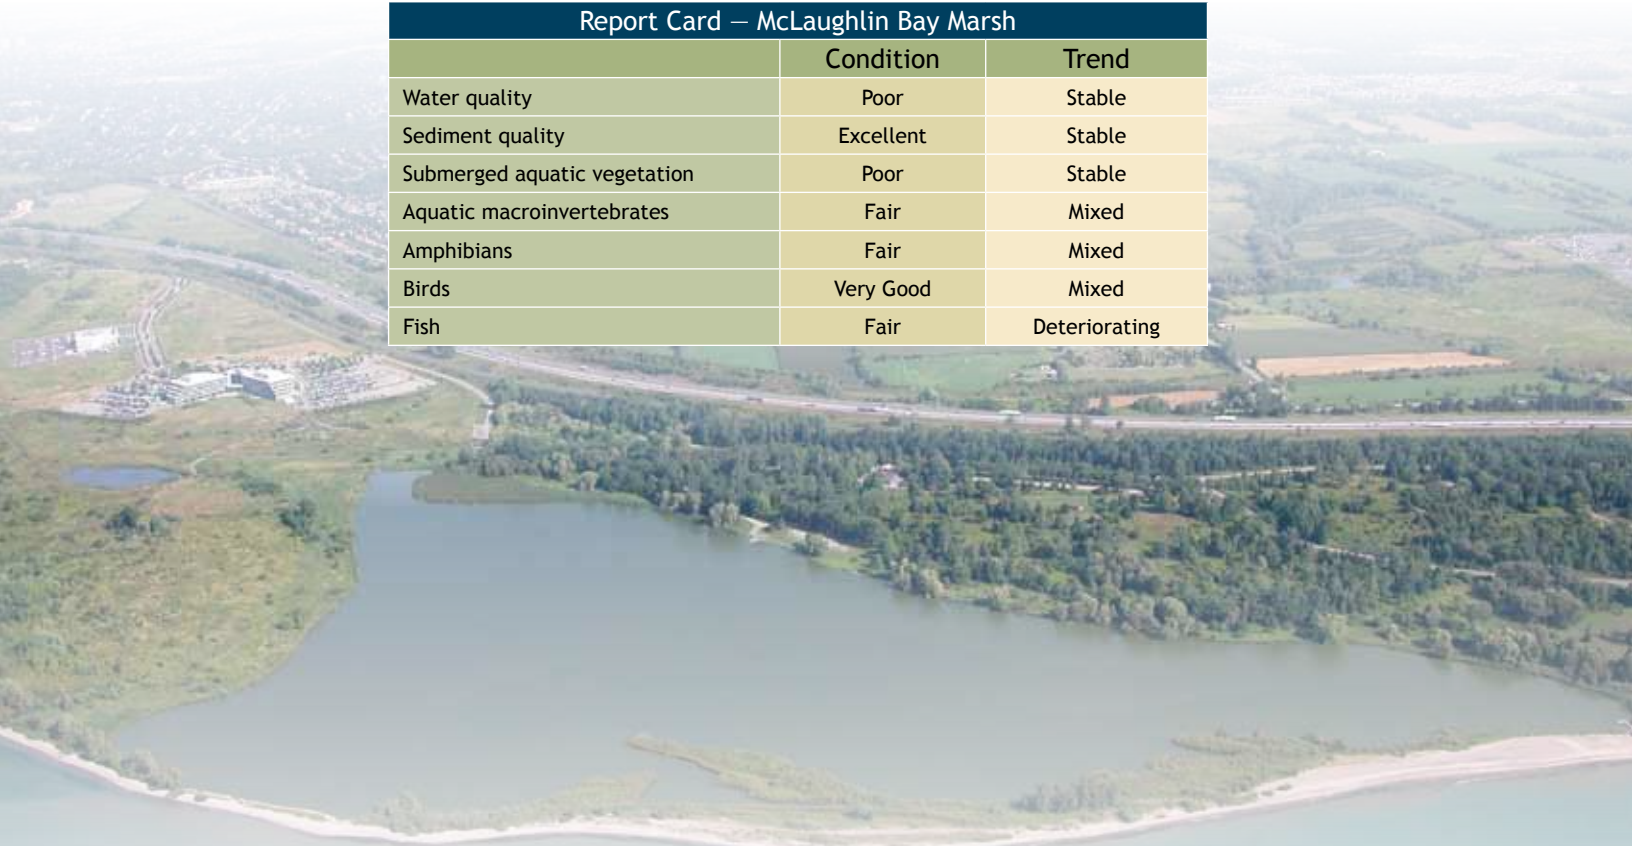 Report Card — McLaughlin Bay Marsh
Condition Trend
Water quality Poor Stable
Sediment quality Excellent Stable
Submerged aquatic vegetation Poor Stable
Aquatic macroinvertebrates Fair Mixed
Amphibians Fair Mixed
Birds Very Good Mixed
Fish Fair Deteriorating